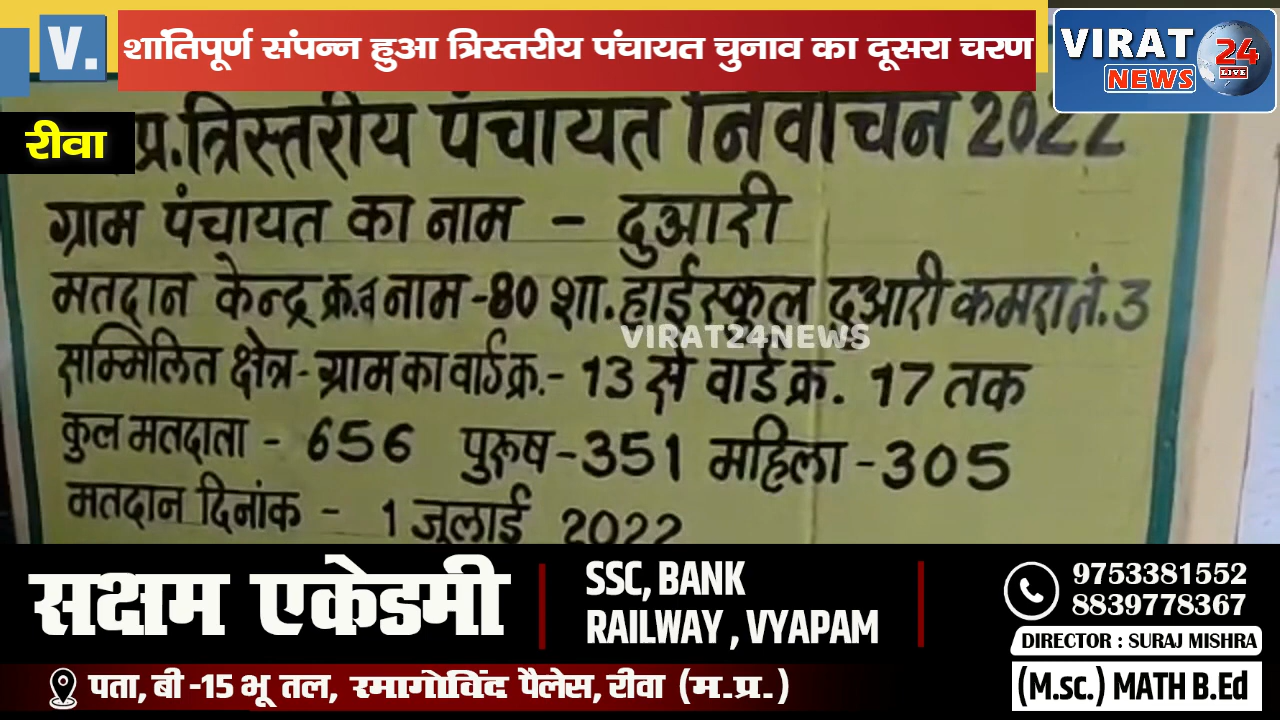 V.
शांतिपूर्ण संपन्न हुआ त्रिस्तरीय पंचायत चुनाव का दूसरा चरण
VIRAT
NEWS
24
LIVE
रीवा
प्र.त्रिस्तरीय पंचायत निर्वाचन 2022
ग्राम पंचायत का नाम - दुआरी
मतदान केन्द्र क्र.व नाम -80 शा.हाई स्कूल दुआरी कमरा नं. 3
VIRAT24NEWS
सम्मिलित क्षेत्र- ग्राम का वार्ड क्र.- 13 से वार्ड क्र. 17 तक
कुल मतदाता - 656 पुरूष -351 महिला -305
मतदान दिनांक - 1 जूलाई 2022
सक्षम एकेडमी
SSC, BANK
RAILWAY , VYAPAM
9753381552
8839778367
DIRECTOR : SURAJ MISHRA
(M.sc.) MATH B.Ed
पता, बी -15 भू तल, रमागोविंद पैलेस, रीवा (म.प्र.)